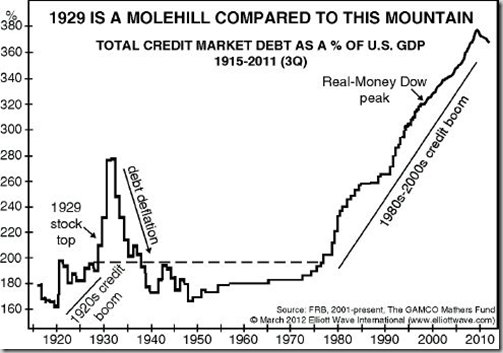 1929 IS A MOLEHILL COMPARED TO THIS MOUNTAIN
TOTAL CREDIT MARKET DEBT AS A % OF U.S. GDP
1915-2011 (3Q)
%
380
360
340
320
300
280
260
240
220
200
180
160
Real-Money Dow
peak
1980s-2000s credit boom
debt deflation
1929
stock
top
1920s credit
boom
Source: FRB, 2001-present, The GAMCO Mathers Fund
© March 2012 Elliott Wave International (www.elliottwave.com)
1920 1930 1940 1950 1960 1970 1980 1990 2000 2010